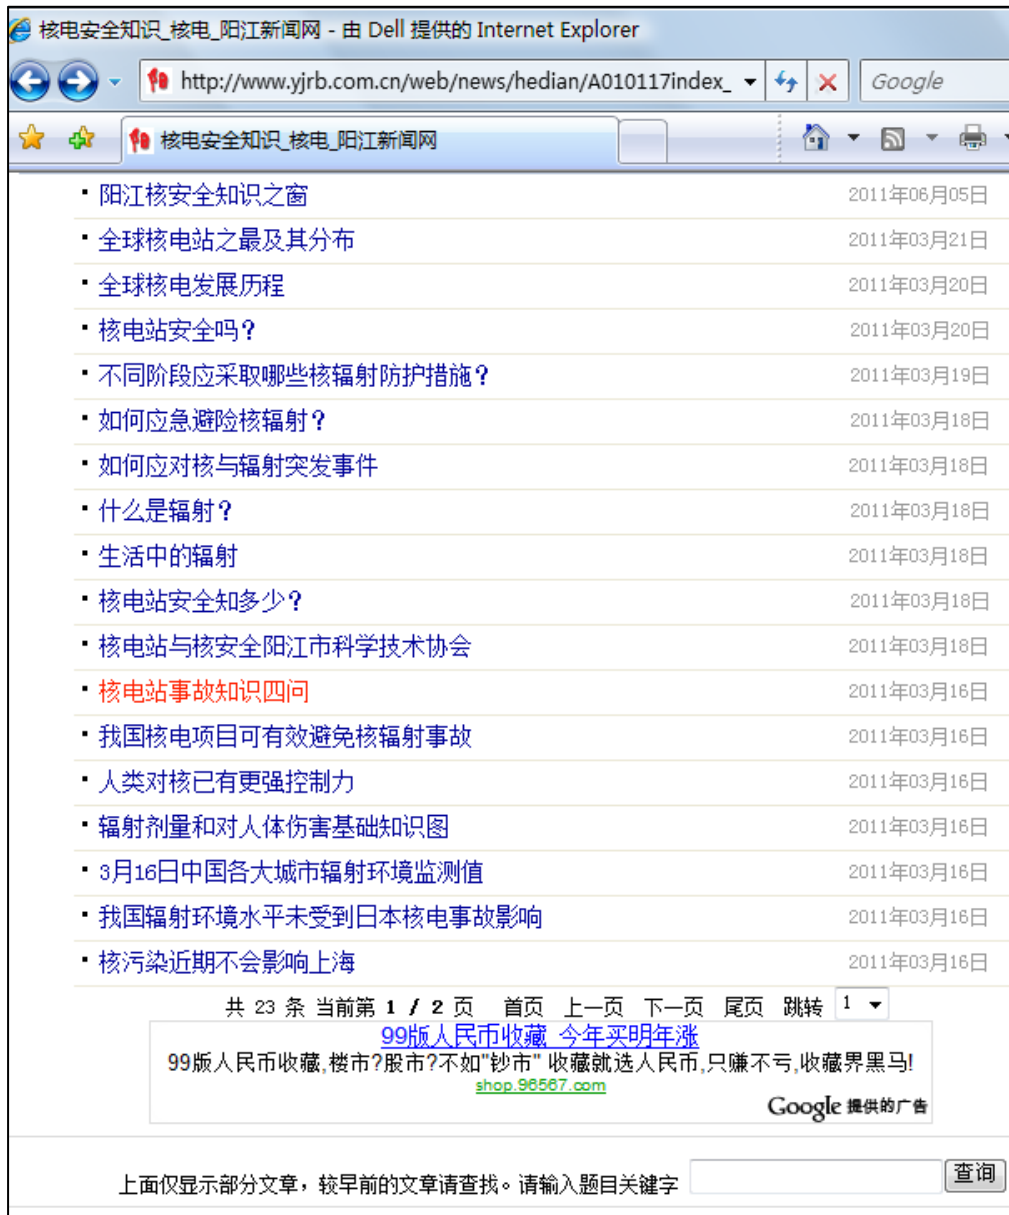 核电安全知识_核电_阳江新闻网 - 由 Dell 提供的 Internet Explorer
http://www.yjrb.com.cn/web/news/hedian/A010117index_
Google
核电安全知识_核电_阳江新闻网
阳江核安全知识之窗 2011年06月05日
全球核电站之最及其分布 2011年03月21日
全球核电发展历程 2011年03月20日
核电站安全吗？ 2011年03月20日
不同阶段应采取哪些核辐射防护措施？ 2011年03月19日
如何应急避险核辐射？ 2011年03月18日
如何应对核与辐射突发事件 2011年03月18日
什么是辐射？ 2011年03月18日
生活中的辐射 2011年03月18日
核电站安全知多少？ 2011年03月18日
核电站与核安全阳江市科学技术协会 2011年03月18日
核电站事故知识四问 2011年03月16日
我国核电项目可有效避免核辐射事故 2011年03月16日
人类对核已有更强控制力 2011年03月16日
辐射剂量和对人体伤害基础知识图 2011年03月16日
3月16日中国各大城市辐射环境监测值 2011年03月16日
我国辐射环境水平未受到日本核电事故影响 2011年03月16日
核污染近期不会影响上海 2011年03月16日
共 23 条 当前第 1 / 2 页 首页 上一页 下一页 尾页 跳转 1
99版人民币收藏 今年买明年涨
99版人民币收藏,楼市?股市?不如"钞市" 收藏就选人民币,只赚不亏,收藏界黑马!
shop.96567.com
Google 提供的广告
上面仅显示部分文章，较早前的文章请查找。请输入题目关键字 查询